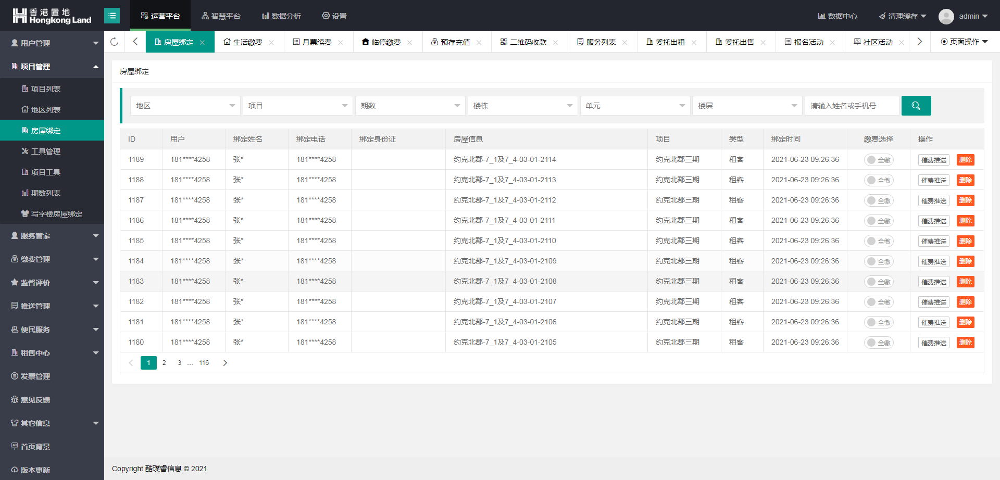 香港置地
Hongkong Land
运营平台
智慧平台
数据分析
设置
数据中心
清理缓存
admin
用户管理
项目管理
项目列表
地区列表
房屋绑定
工具管理
项目工具
期数列表
写字楼房屋绑定
服务管家
缴费管理
监督评价
推送管理
便民服务
租售中心
发票管理
意见反馈
其它信息
首页背景
版本更新
房屋绑定
生活缴费
月票续费
临停缴费
预存充值
二维码收款
服务列表
委托出租
委托出售
报名活动
社区活动
页面操作
房屋绑定
地区 项目 期数 楼栋 单元 楼层 请输入姓名或手机号
ID 用户 绑定姓名 绑定电话 绑定身份证 房屋信息 项目 类型 绑定时间 缴费选择 操作
1189 181****4258 张* 181****4258 约克北郡-7_1及7_4-03-01-2114 约克北郡三期 租客 2021-06-23 09:26:36 全缴 催费推送 删除
1188 181****4258 张* 181****4258 约克北郡-7_1及7_4-03-01-2113 约克北郡三期 租客 2021-06-23 09:26:36 全缴 催费推送 删除
1187 181****4258 张* 181****4258 约克北郡-7_1及7_4-03-01-2112 约克北郡三期 租客 2021-06-23 09:26:36 全缴 催费推送 删除
1186 181****4258 张* 181****4258 约克北郡-7_1及7_4-03-01-2111 约克北郡三期 租客 2021-06-23 09:26:36 全缴 催费推送 删除
1185 181****4258 张* 181****4258 约克北郡-7_1及7_4-03-01-2110 约克北郡三期 租客 2021-06-23 09:26:36 全缴 催费推送 删除
1184 181****4258 张* 181****4258 约克北郡-7_1及7_4-03-01-2109 约克北郡三期 租客 2021-06-23 09:26:36 全缴 催费推送 删除
1183 181****4258 张* 181****4258 约克北郡-7_1及7_4-03-01-2108 约克北郡三期 租客 2021-06-23 09:26:36 全缴 催费推送 删除
1182 181****4258 张* 181****4258 约克北郡-7_1及7_4-03-01-2107 约克北郡三期 租客 2021-06-23 09:26:36 全缴 催费推送 删除
1181 181****4258 张* 181****4258 约克北郡-7_1及7_4-03-01-2106 约克北郡三期 租客 2021-06-23 09:26:36 全缴 催费推送 删除
1180 181****4258 张* 181****4258 约克北郡-7_1及7_4-03-01-2105 约克北郡三期 租客 2021-06-23 09:26:36 全缴 催费推送 删除
1 2 3 … 116
Copyright 酷璞睿信息 © 2021